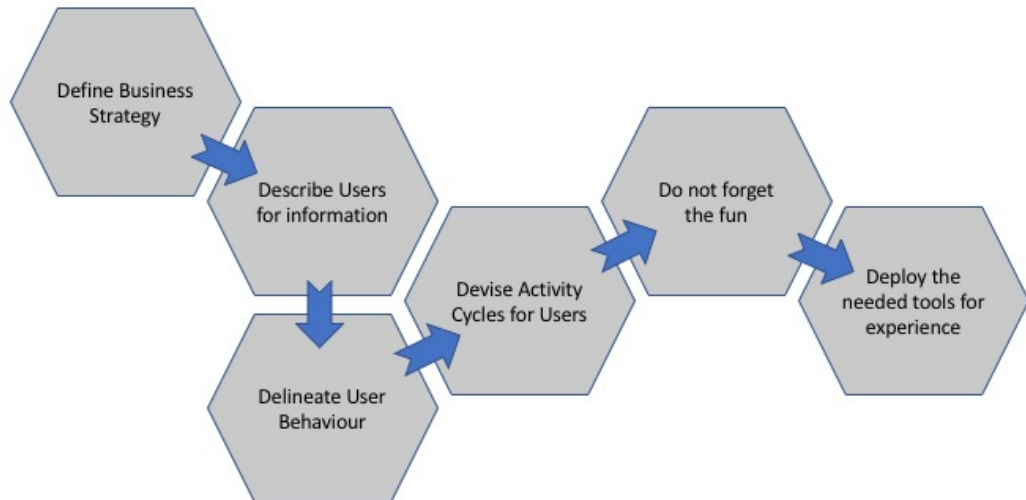 Define Business
Strategy
Describe Users
for information
Delineate User
Behaviour
Devise Activity
Cycles for Users
Do not forget
the fun
Deploy the
needed tools for
experience